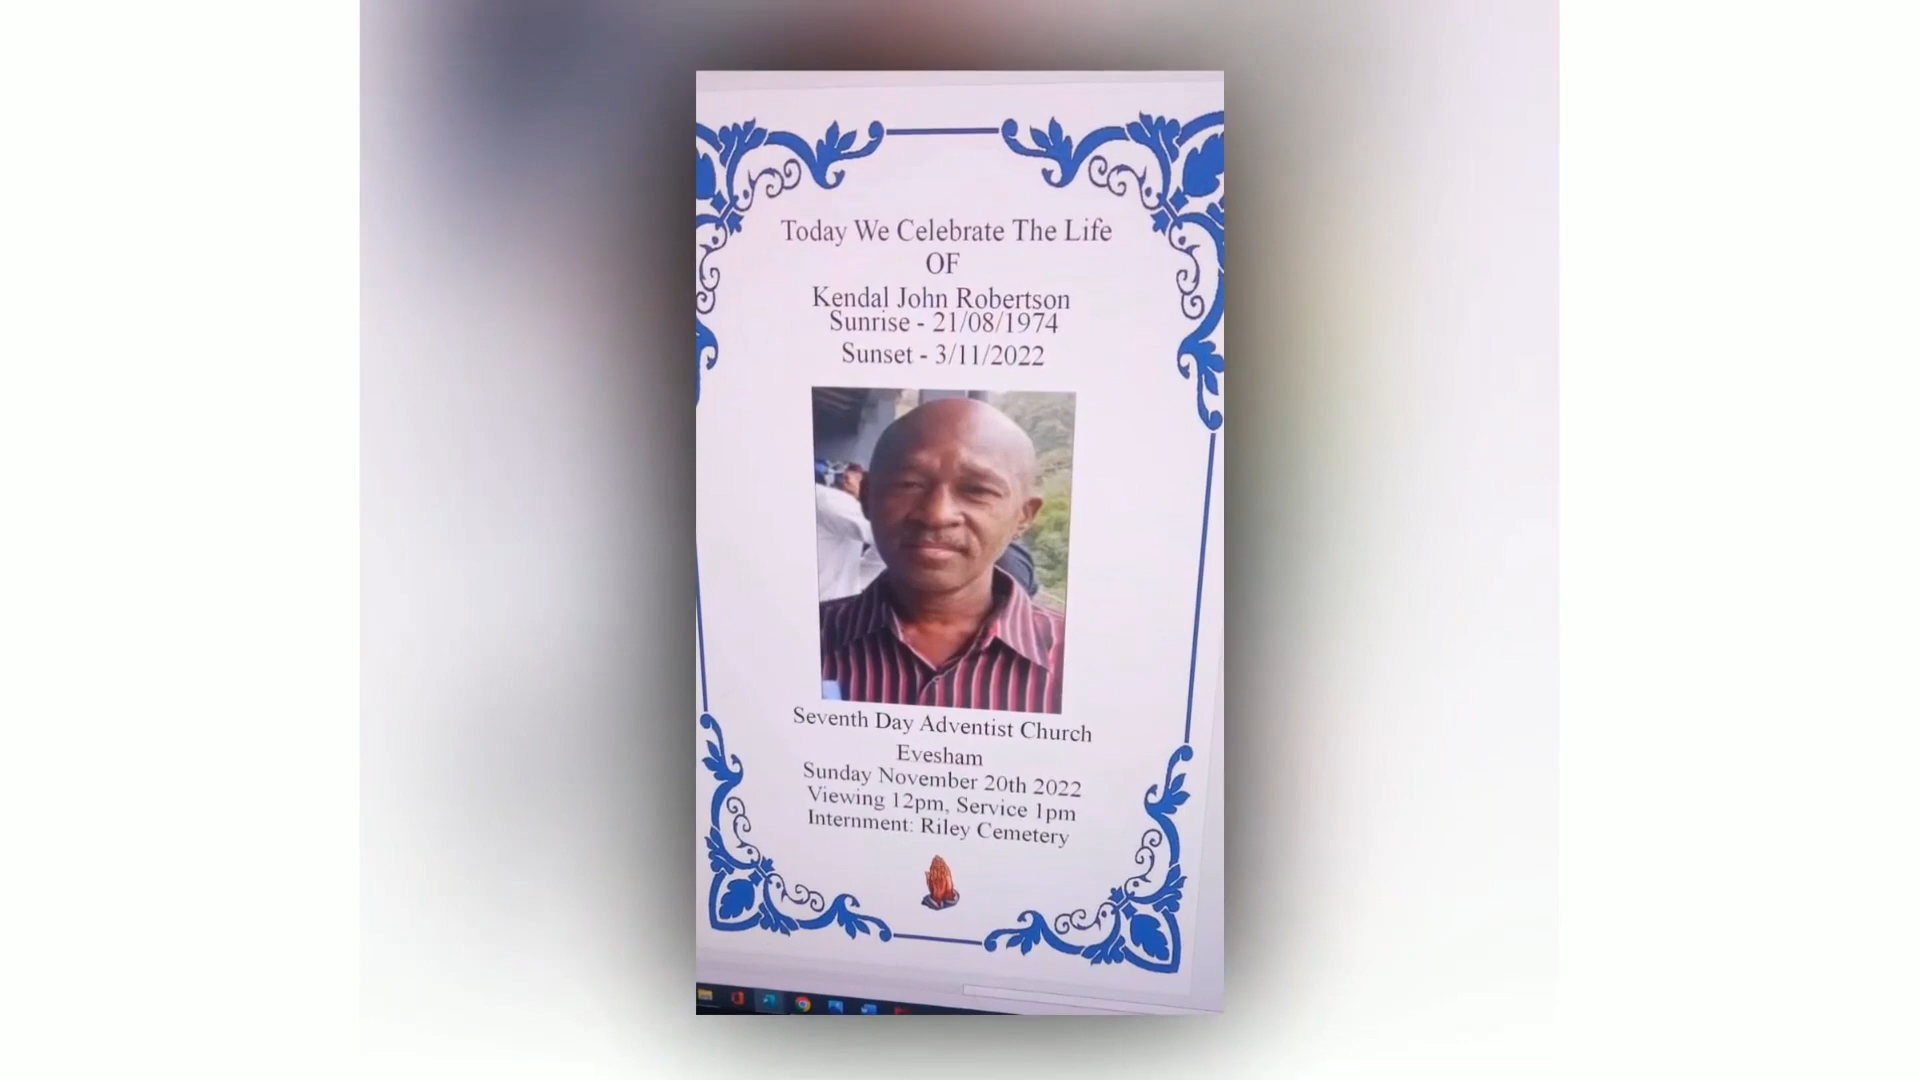 Today We Celebrate The Life
OF
Kendal John Robertson
Sunrise - 21/08/1974
Sunset - 3/11/2022
Seventh Day Adventist Church
Evesham
Sunday November 20th 2022
Viewing 12pm, Service 1pm
Internment: Riley Cemetery